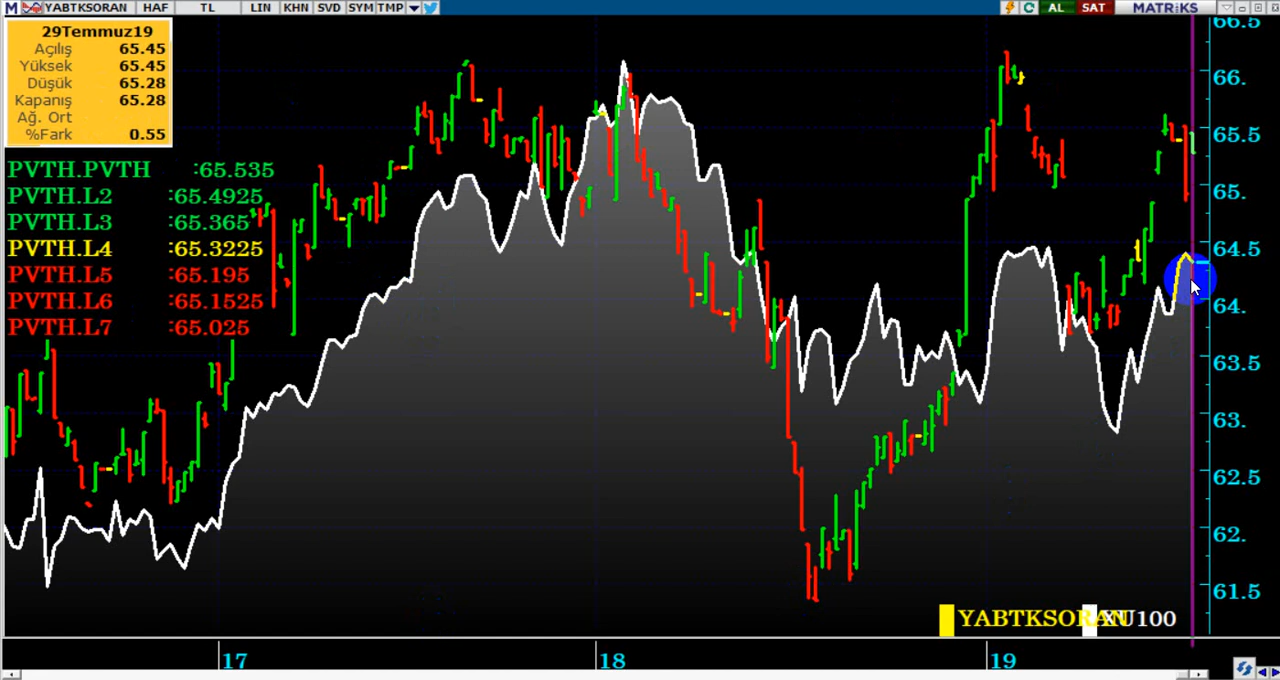 M YABTKSORAN HAF TL LIN KHN SVD SYM TMP AL SAT MATRİKS
29Temmuz19
Açılış 65.45
Yüksek 65.45
Düşük 65.28
Kapanış 65.28
Ağ. Ort
%Fark 0.55
PVTH.PVTH :65.535
PVTH.L2 :65.4925
PVTH.L3 :65.365
PVTH.L4 :65.3225
PVTH.L5 :65.195
PVTH.L6 :65.1525
PVTH.L7 :65.025
66.5
66.
65.5
65.
64.5
64.
63.5
63.
62.5
62.
61.5
YABTKSORAN XU100
17 18 19